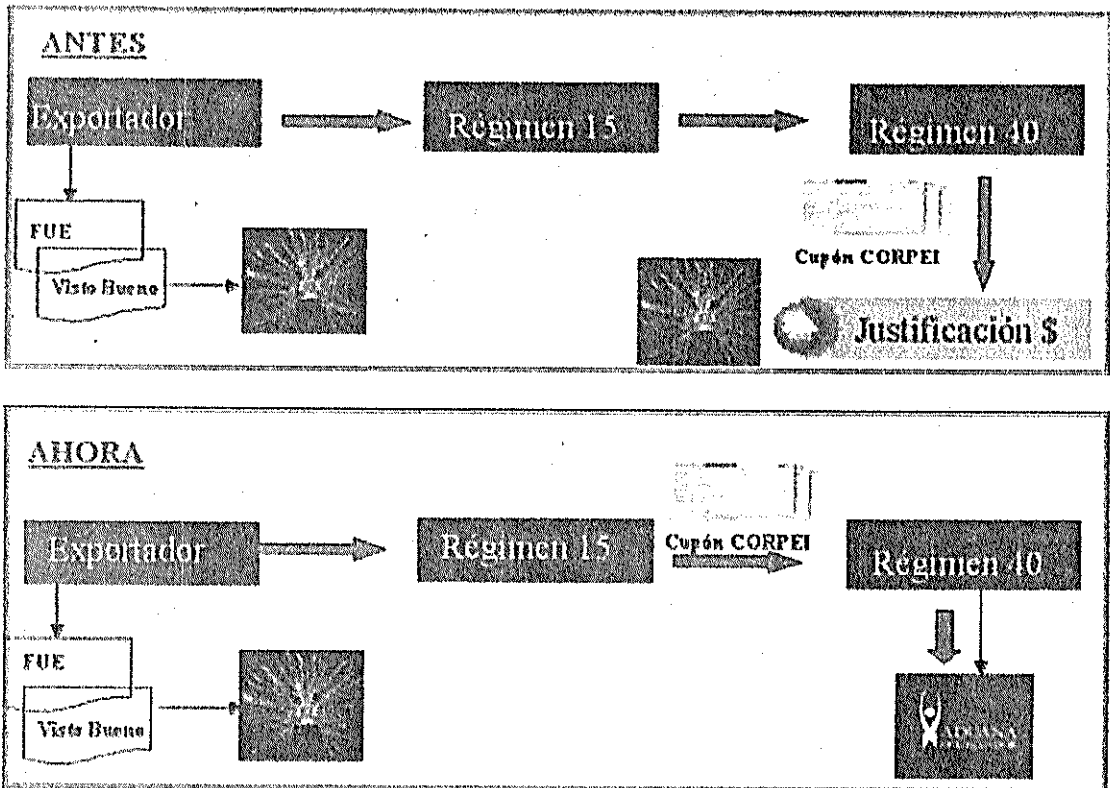 ANTES
Exportador
Régimen 15
Régimen 40
FUE
Visto Bueno
Cupón CORPEI
Justificación $
AHORA
Exportador
Régimen 15
Cupón CORPEI
Régimen 40
FUE
Visto Bueno
ADUANA